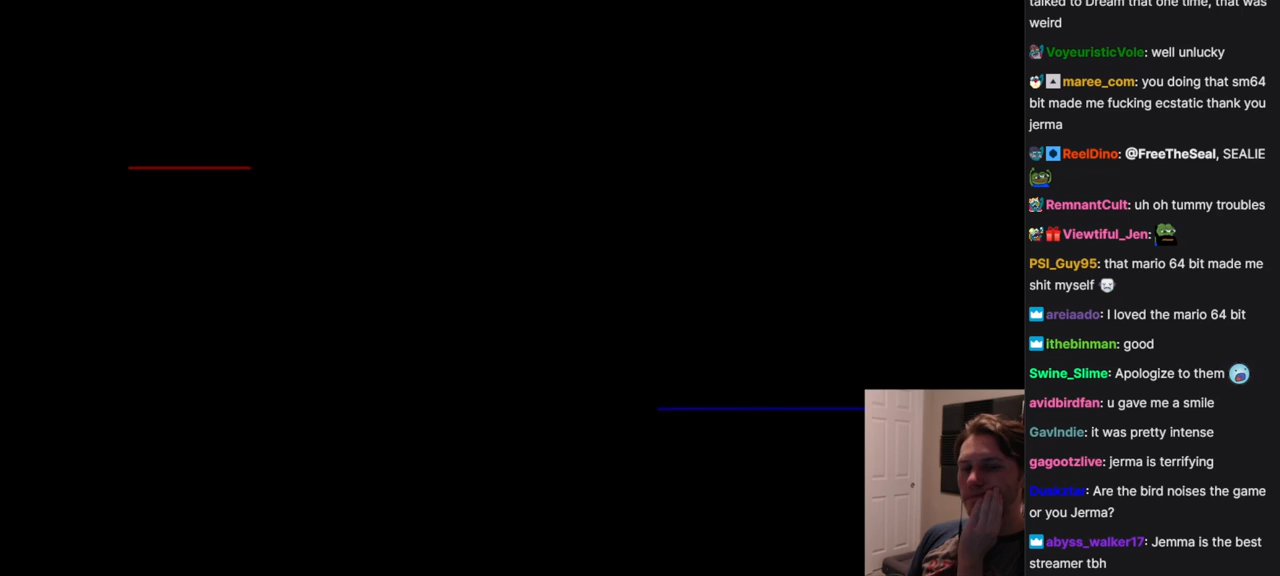 talked to Dream that one time, that was
weird
VoyeuristicVole: well unlucky
maree_com: you doing that sm64
bit made me fucking ecstatic thank you
jerma
ReelDino: @FreeTheSeal, SEALIE
RemnantCult: uh oh tummy troubles
Viewtiful_Jen:
PSI_Guy95: that mario 64 bit made me
shit myself
areiaado: I loved the mario 64 bit
ithebinman: good
Swine_Slime: Apologize to them
avidbirdfan: u gave me a smile
GavIndie: it was pretty intense
gagootzlive: jerma is terrifying
: Are the bird noises the game
or you Jerma?
abyss_walker17: Jemma is the best
streamer tbh